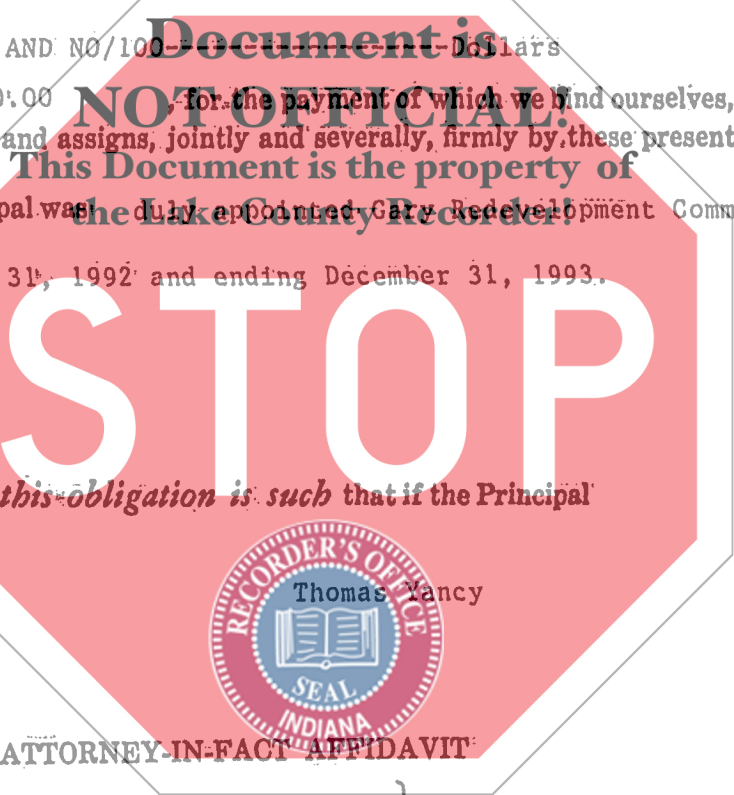 Document is
AND NO/100--------------------Dollars
NOT OFFICIAL!
.00 , for the payment of which we bind ourselves,
and assigns, jointly and severally, firmly by these present
This Document is the property of
the Lake County Recorder!
pal was duly appointed Gary Redevelopment Comm
31, 1992 and ending December 31, 1993.
STOP
this obligation is such that if the Principal
RECORDER'S OFFICE
Thomas Yancy
SEAL
INDIANA
ATTORNEY-IN-FACT AFFIDAVIT
)